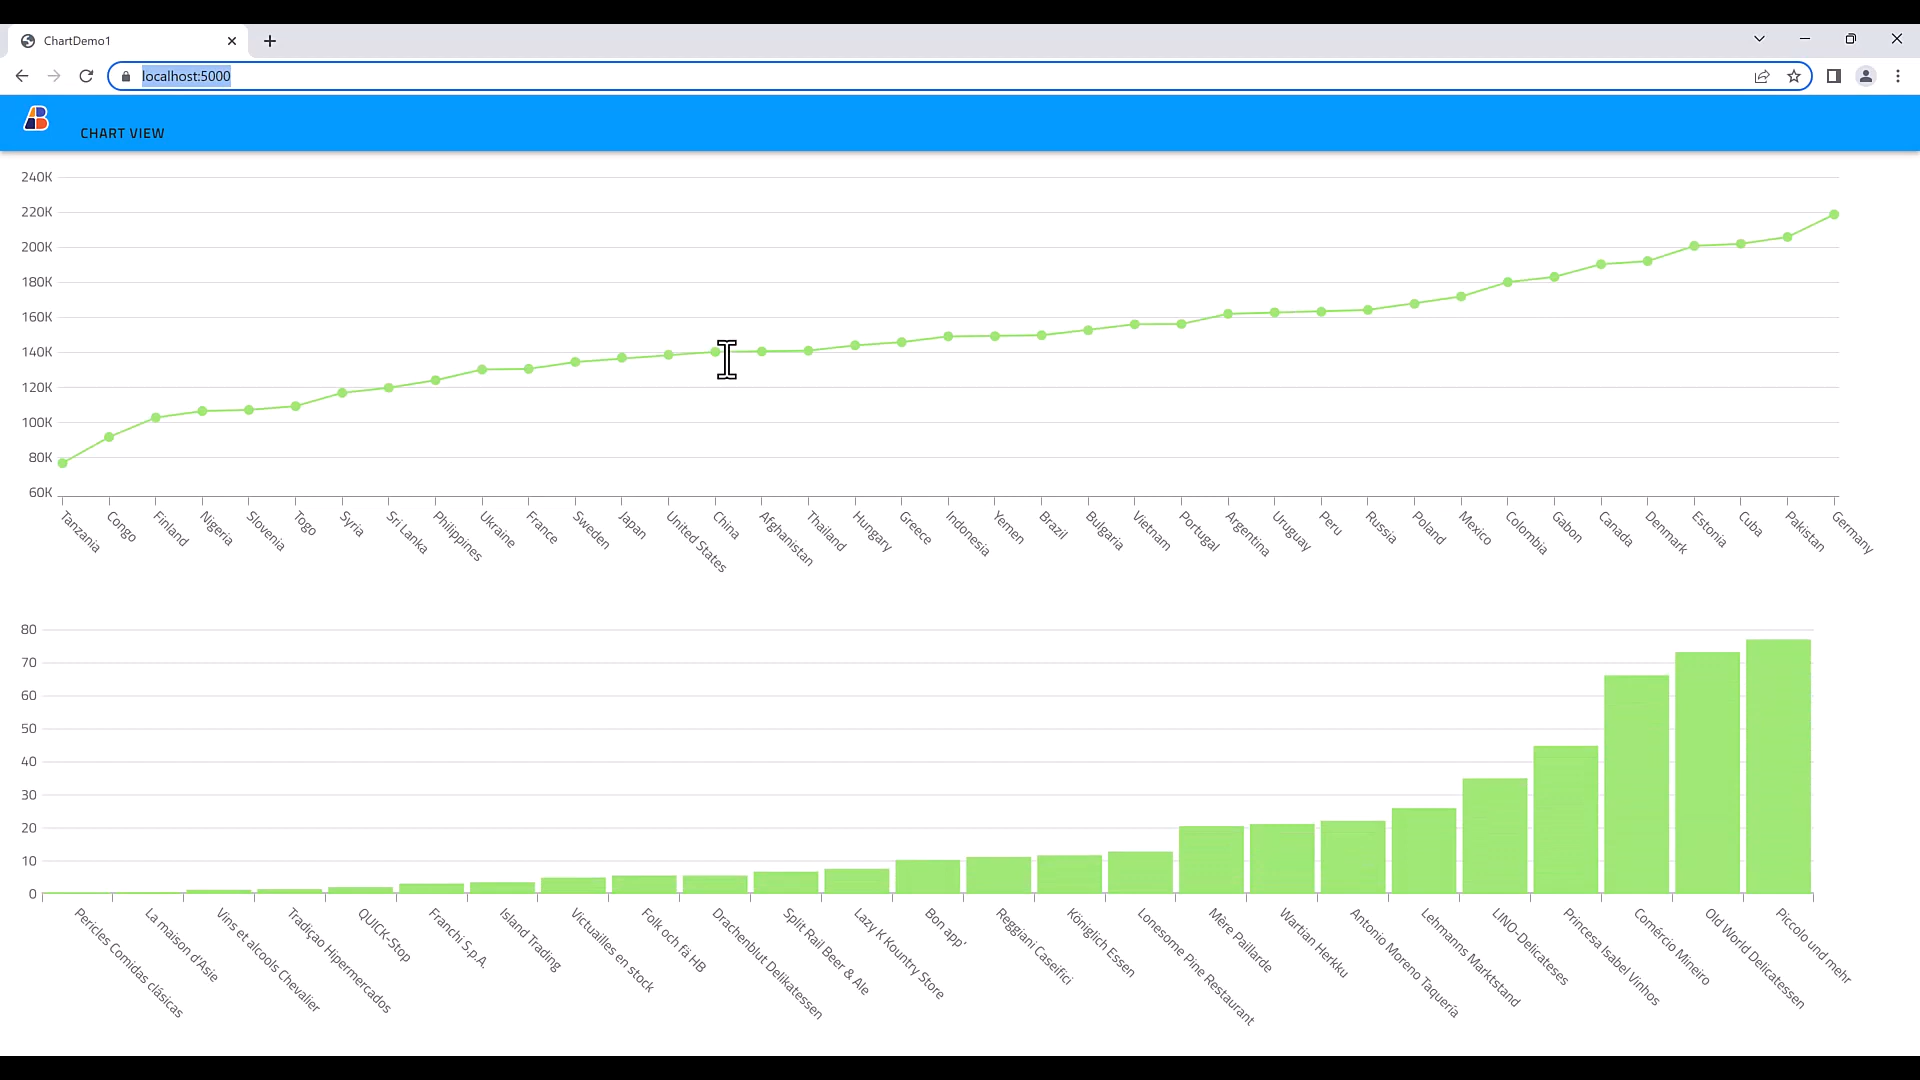 ChartDemo1
localhost:5000
CHART VIEW
240K
220K
200K
180K
160K
140K
120K
100K
80K
60K
Tanzania
Congo
Finland
Nigeria
Slovenia
Togo
Syria
Sri Lanka
Philippines
Ukraine
France
Sweden
Japan
United States
China
Afghanistan
Thailand
Hungary
Greece
Indonesia
Yemen
Brazil
Bulgaria
Vietnam
Portugal
Argentina
Uruguay
Peru
Russia
Poland
Mexico
Colombia
Gabon
Canada
Denmark
Estonia
Cuba
Pakistan
Germany
80
70
60
50
40
30
20
10
0
Pericles Comidas clásicas
La maison d'Asie
Vins et alcools Chevalier
Tradiçao Hipermercados
QUICK-Stop
Franchi S.p.A.
Island Trading
Victuailles en stock
Folk och fä HB
Drachenblut Delikatessen
Split Rail Beer & Ale
Lazy K Kountry Store
Bon app'
Reggiani Caseifici
Königlich Essen
Lonesome Pine Restaurant
Mère Paillarde
Wartian Herkku
Antonio Moreno Taquería
Lehmanns Marktstand
LINO-Delicateses
Princesa Isabel Vinhos
Comércio Mineiro
Old World Delicatessen
Piccolo und mehr